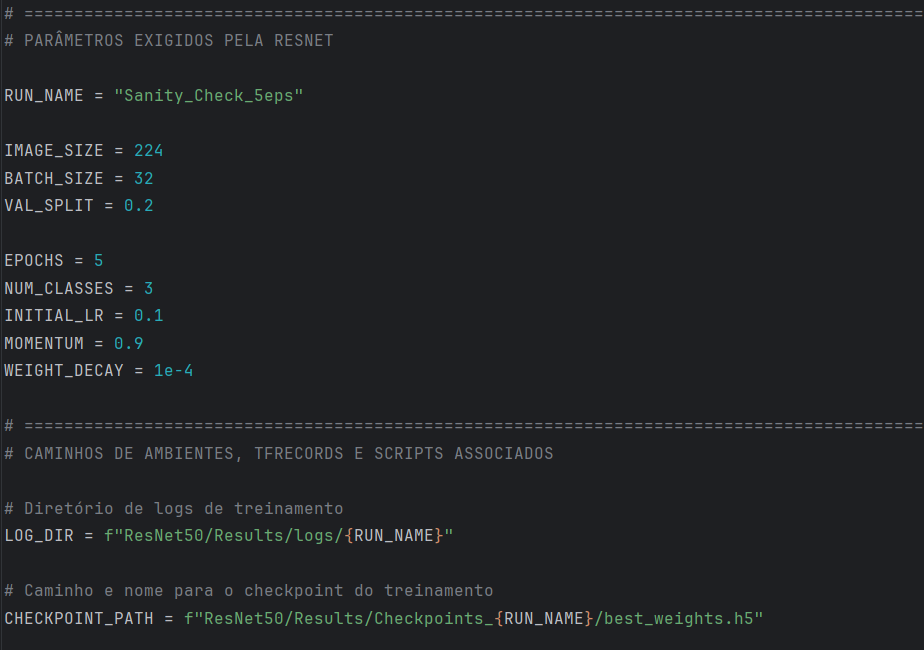 # ==========================================================================================
# PARÂMETROS EXIGIDOS PELA RESNET
RUN_NAME = "Sanity_Check_5eps"
IMAGE_SIZE = 224
BATCH_SIZE = 32
VAL_SPLIT = 0.2
EPOCHS = 5
NUM_CLASSES = 3
INITIAL_LR = 0.1
MOMENTUM = 0.9
WEIGHT_DECAY = 1e-4
# ==========================================================================================
# CAMINHOS DE AMBIENTES, TFRECORDS E SCRIPTS ASSOCIADOS
# Diretório de logs de treinamento
LOG_DIR = f"ResNet50/Results/logs/{RUN_NAME}"
# Caminho e nome para o checkpoint do treinamento
CHECKPOINT_PATH = f"ResNet50/Results/Checkpoints_{RUN_NAME}/best_weights.h5"